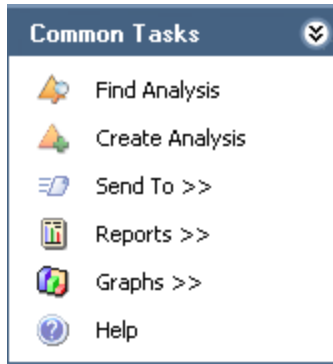 Common Tasks
Find Analysis
Create Analysis
Send To >>
Reports >>
Graphs >>
Help